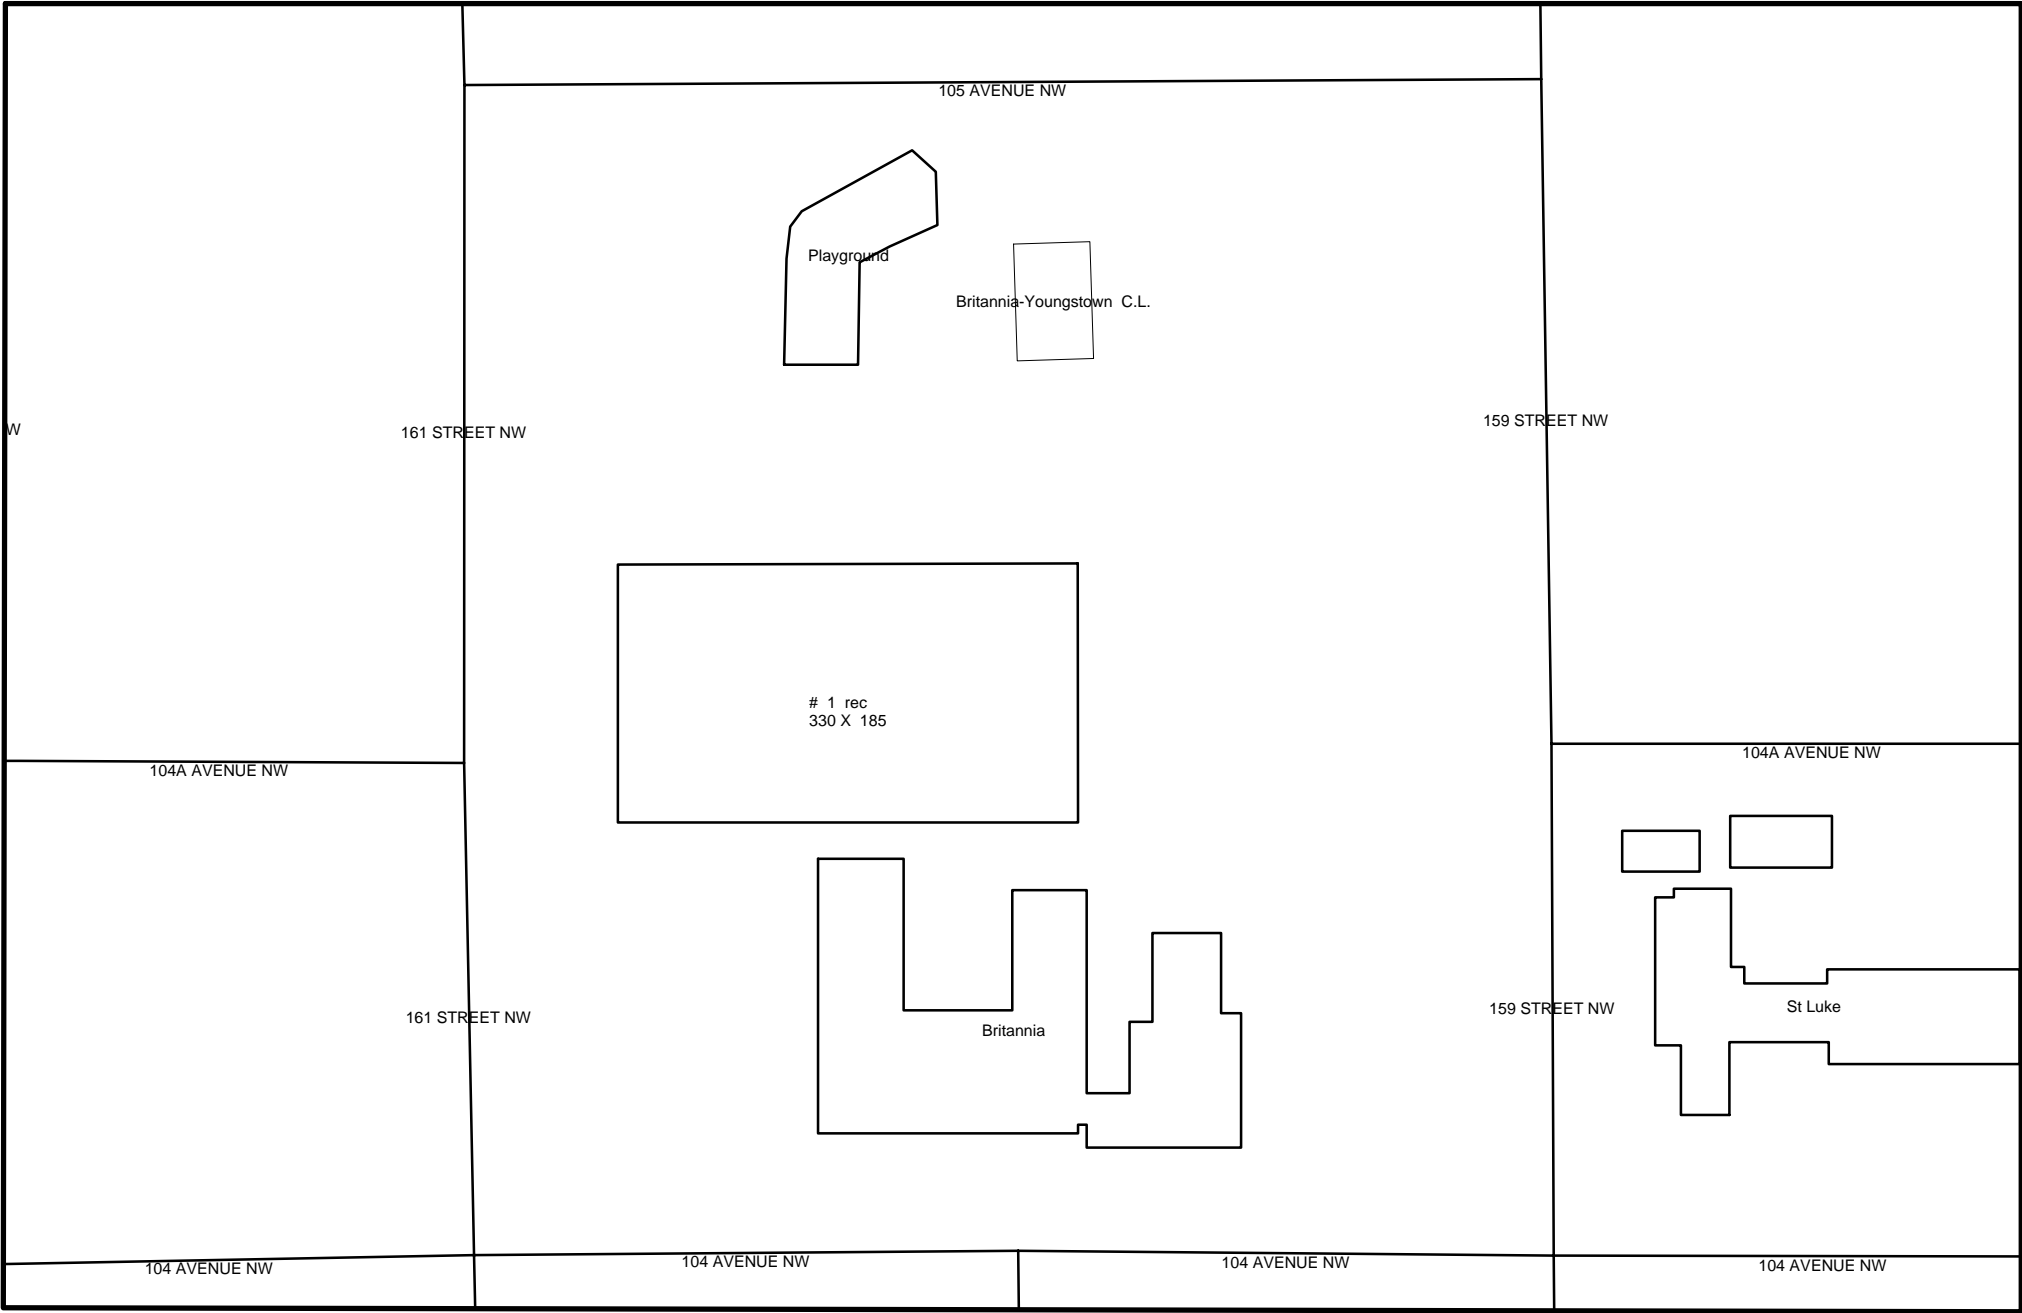 105 AVENUE NW
Playground
Britannia-Youngstown C.L.
W
161 STREET NW
159 STREET NW
# 1 rec
330 X 185
104A AVENUE NW
104A AVENUE NW
161 STREET NW
Britannia
159 STREET NW
St Luke
104 AVENUE NW
104 AVENUE NW
104 AVENUE NW
104 AVENUE NW